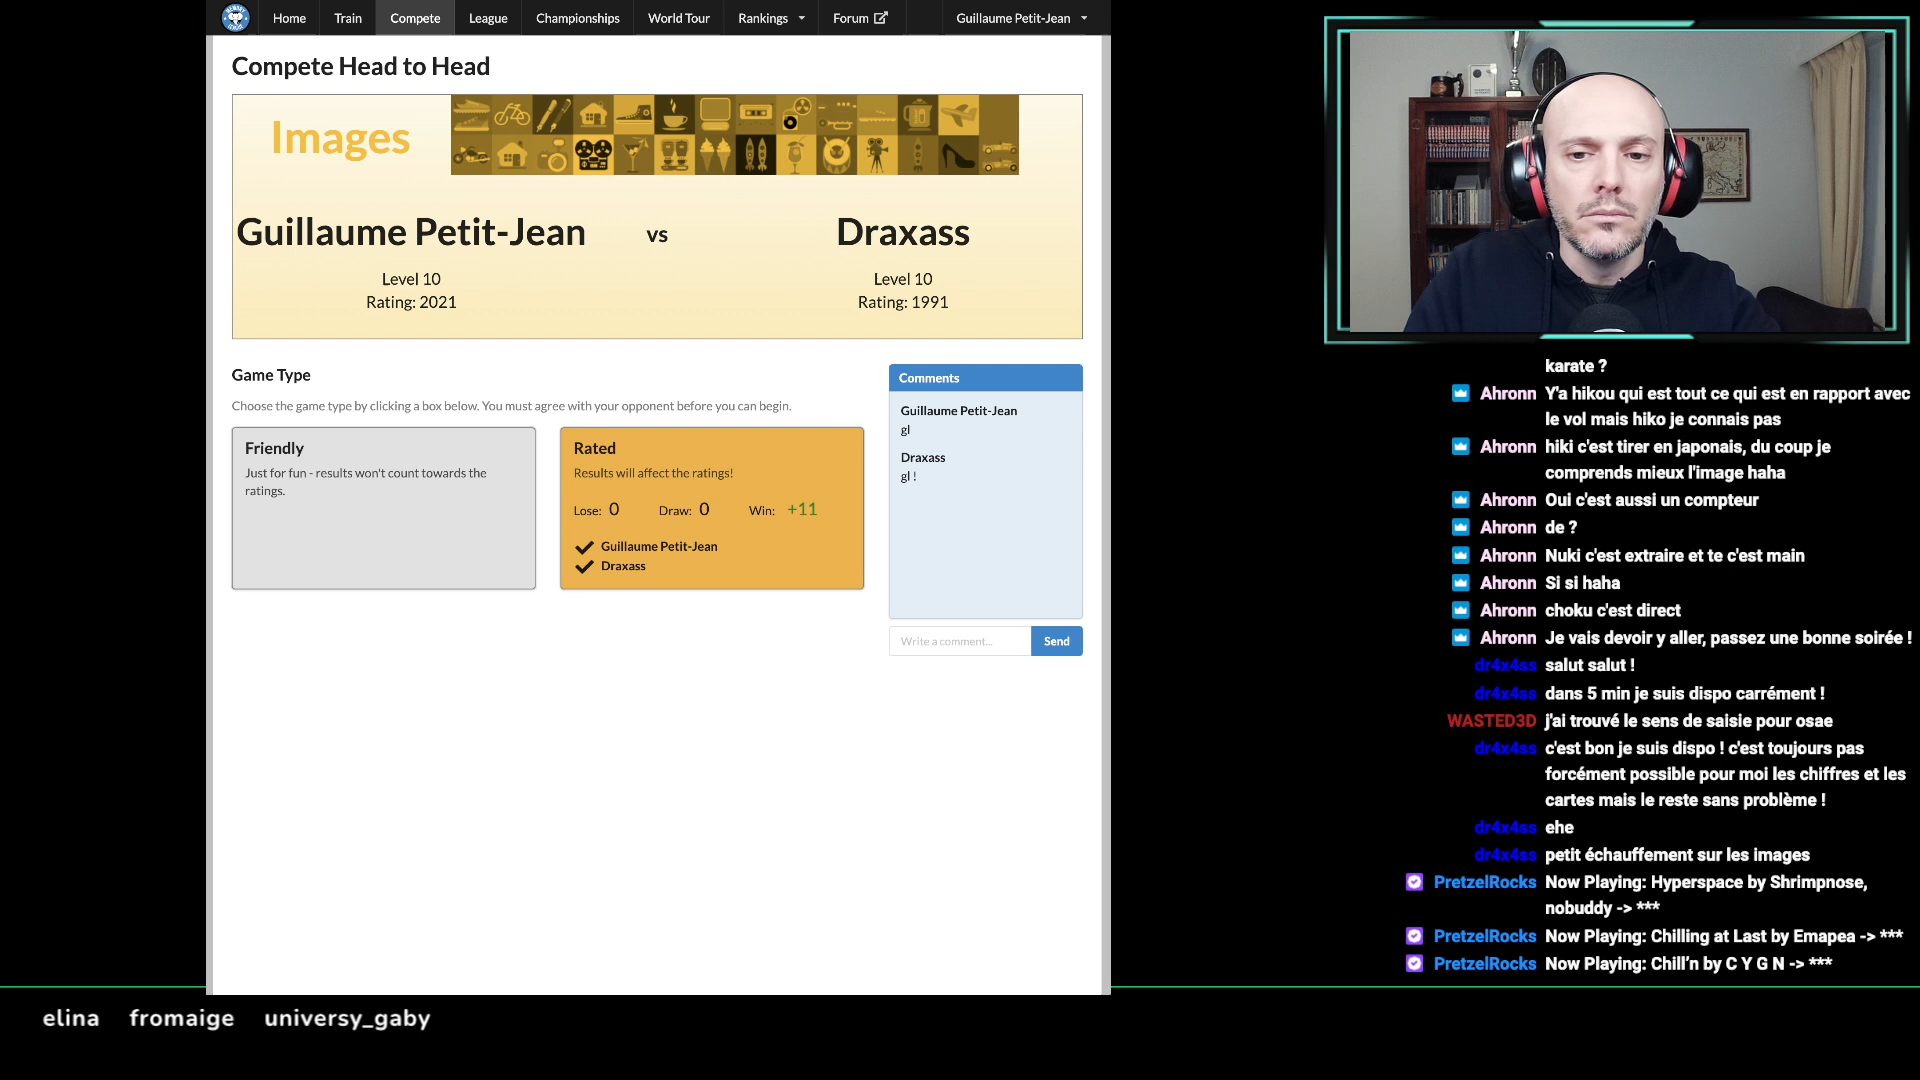 Home Train Compete League Championships World Tour Rankings Forum Guillaume Petit-Jean
Compete Head to Head
Images
Guillaume Petit-Jean vs Draxass
Level 10 Level 10
Rating: 2021 Rating: 1991
Game Type
Choose the game type by clicking a box below. You must agree with your opponent before you can begin.
Friendly
Just for fun - results won't count towards the
ratings.
Rated
Results will affect the ratings!
Lose: 0 Draw: 0 Win: +11
Guillaume Petit-Jean
Draxass
Comments
Guillaume Petit-Jean
gl
Draxass
gl !
Write a comment...
Send
karate ?
Ahronn Y'a hikou qui est tout ce qui est en rapport avec
le vol mais hiko je connais pas
Ahronn hiki c'est tirer en japonais, du coup je
comprends mieux l'image haha
Ahronn Oui c'est aussi un compteur
Ahronn de ?
Ahronn Nuki c'est extraire et te c'est main
Ahronn Si si haha
Ahronn choku c'est direct
Ahronn Je vais devoir y aller, passez une bonne soirée !
dr4x4ss salut salut !
dr4x4ss dans 5 min je suis dispo carrément !
WASTED3D j'ai trouvé le sens de saisie pour osae
dr4x4ss c'est bon je suis dispo ! c'est toujours pas
forcément possible pour moi les chiffres et les
cartes mais le reste sans problème !
dr4x4ss ehe
dr4x4ss petit échauffement sur les images
PretzelRocks Now Playing: Hyperspace by Shrimpnose,
nobuddy -> ***
PretzelRocks Now Playing: Chilling at Last by Emapea -> ***
PretzelRocks Now Playing: Chill'n by C Y G N -> ***
elina fromaige universy_gaby